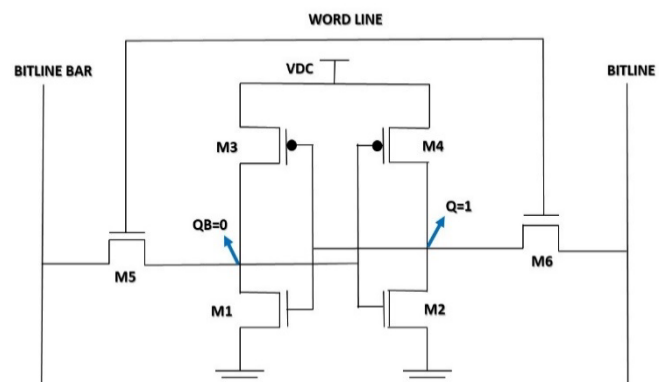 WORD LINE
BITLINE BAR
VDC
BITLINE
M3
M4
QB=0
Q=1
M5
M6
M1
M2